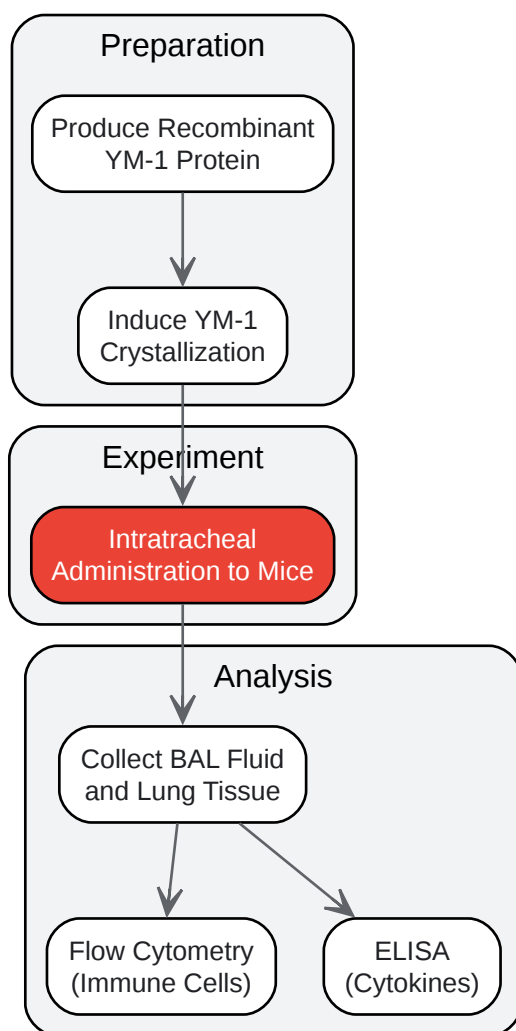 Preparation
Produce Recombinant
YM-1 Protein
Induce YM-1
Crystallization
Experiment
Intratracheal
Administration to Mice
Analysis
Collect BAL Fluid
and Lung Tissue
Flow Cytometry
(Immune Cells)
ELISA
(Cytokines)